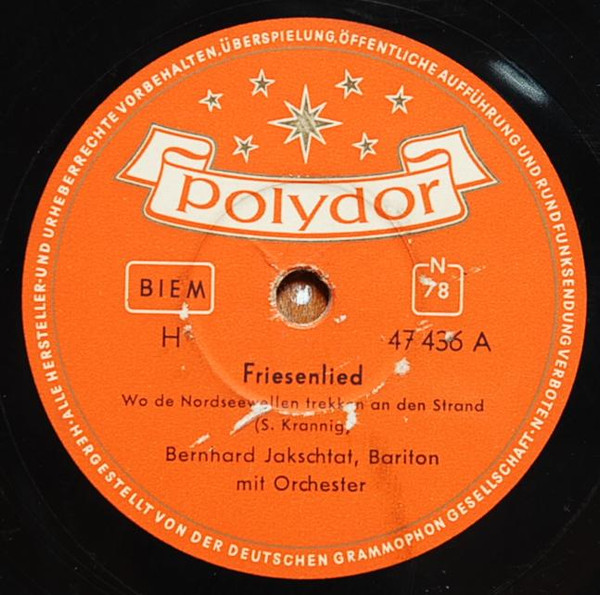 ALLE HERSTELLER-UND URHEBERRECHTE VORBEHALTEN, ÜBERSPIELUNG, ÖFFENTLICHE AUFFÜHRUNG UND RUNDFUNKSENDUNG VERBOTEN·
polydor
BIEM
N
78
H
47 436 A
Friesenlied
Wo de Nordseewellen trekken an den Strand
(S. Krannig)
Bernhard Jakschtat, Bariton
mit Orchester
HERGESTELLT VON DER DEUTSCHEN GRAMMOPHON GESELLSCHAFT·